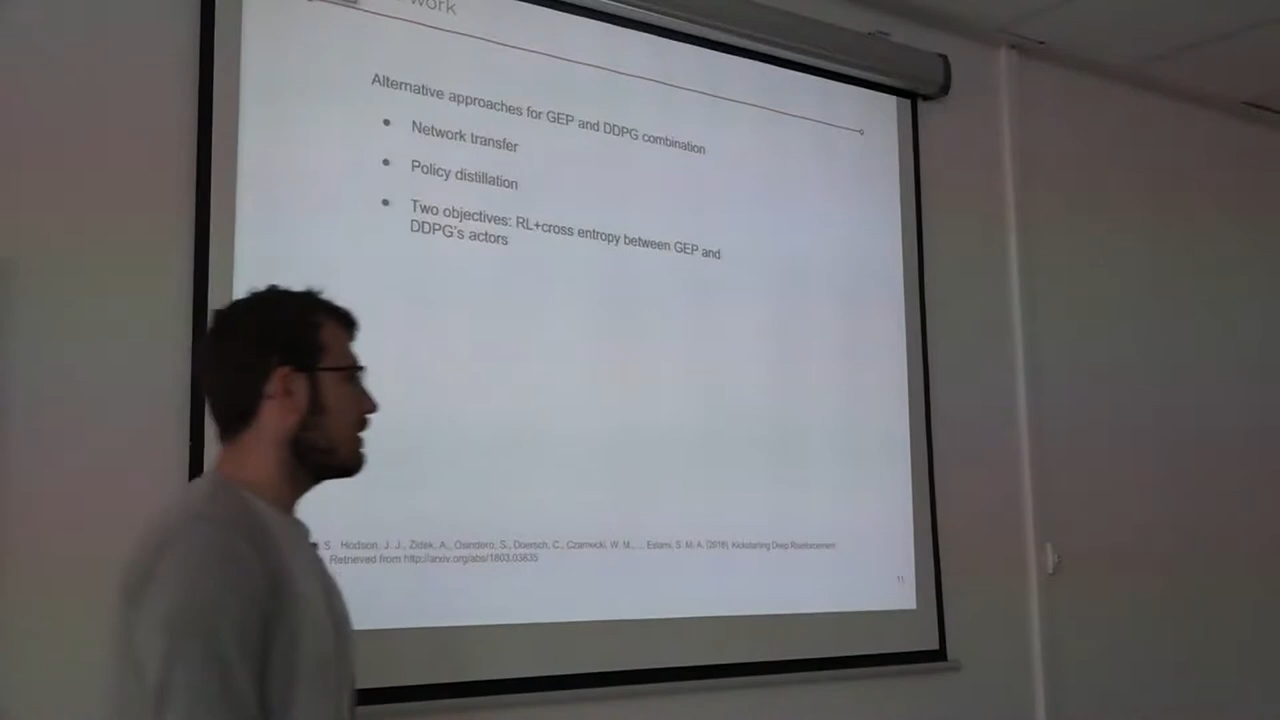 work
Alternative approaches for GEP and DDPG combination
● Network transfer
● Policy distillation
● Two objectives: RL+cross entropy between GEP and
DDPG's actors
S. Hodson, J. J., Zidek, A., Osindero, S., Doersch, C., Czarnecki, W. M., ... Eslami, S. M. A. (2018). Kickstarting Deep Reinforcement
Retrieved from http://arxiv.org/abs/1803.03835
11